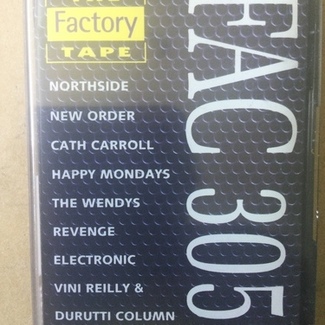 Factory
TAPE
NORTHSIDE
NEW ORDER
CATH CARROLL
HAPPY MONDAYS
THE WENDYS
REVENGE
ELECTRONIC
VINI REILLY &
DURUTTI COLUMN
FAC 305